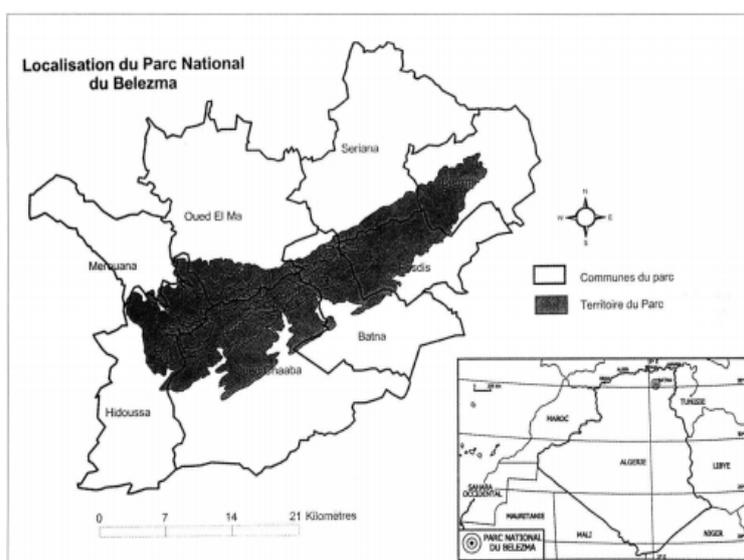 Localisation du Parc National
du Belezma
Seriana
Oued El Ma
Merouana
Batna
Hidoussa
N
W
E
S
Communes du parc
Territoire du Parc
0 7 14 21 Kilomètres
MAROC
TUNISIE
ALGERIE
LIBYE
SAHARA
OCCIDENTAL
MAURITANIE
MALI
NIGER
PARC NATIONAL
DU BELEZMA